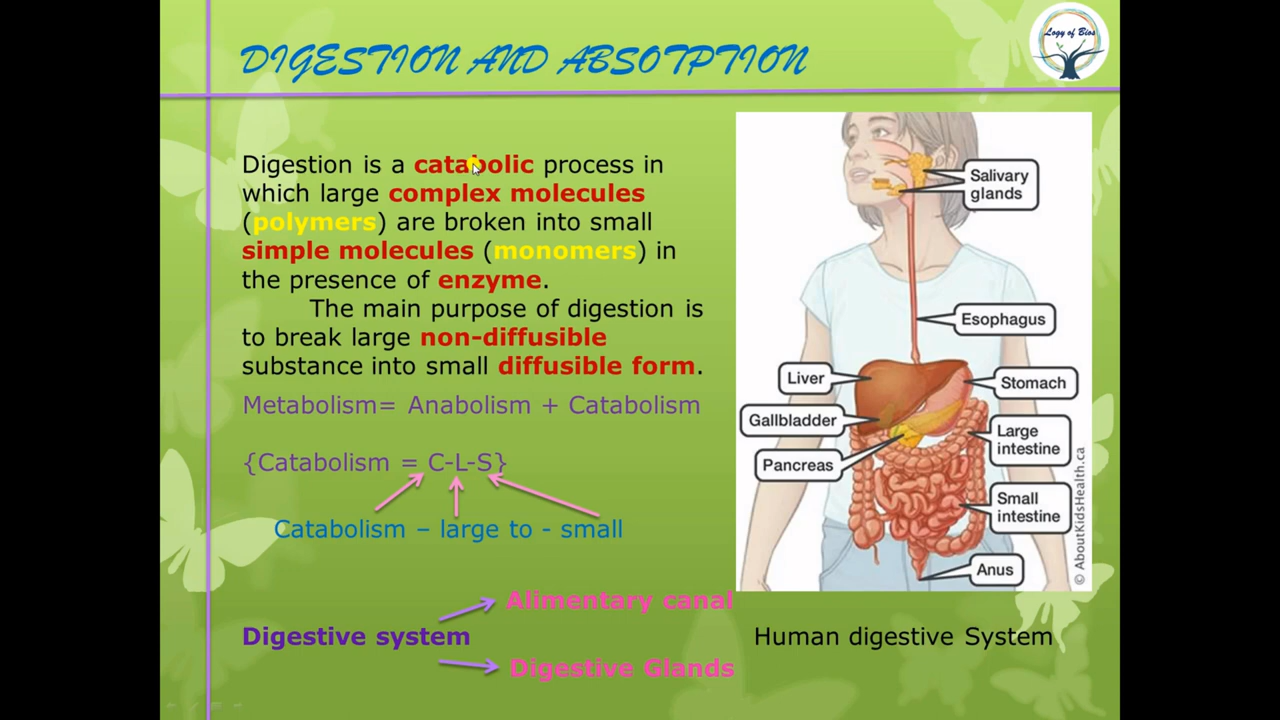 DIGESTION AND ABSOTPTION
Logy of Bios
Digestion is a catabolic process in
which large complex molecules
(polymers) are broken into small
simple molecules (monomers) in
the presence of enzyme.
The main purpose of digestion is
to break large non-diffusible
substance into small diffusible form.
Metabolism= Anabolism + Catabolism
{Catabolism = C-L-S}
Catabolism – large to - small
Digestive system
Alimentary canal
Digestive Glands
Salivary
glands
Esophagus
Liver
Stomach
Gallbladder
Large
intestine
Pancreas
Small
intestine
Anus
© AboutKidsHealth.ca
Human digestive System